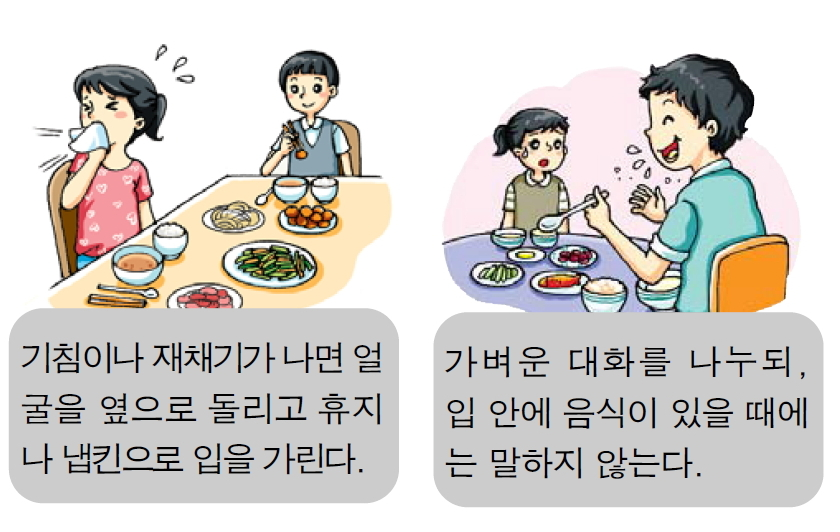 기침이나 재채기가 나면 얼
굴을 옆으로 돌리고 휴지
나 냅킨으로 입을 가린다.
가벼운 대화를 나누되,
입 안에 음식이 있을 때에
는 말하지 않는다.